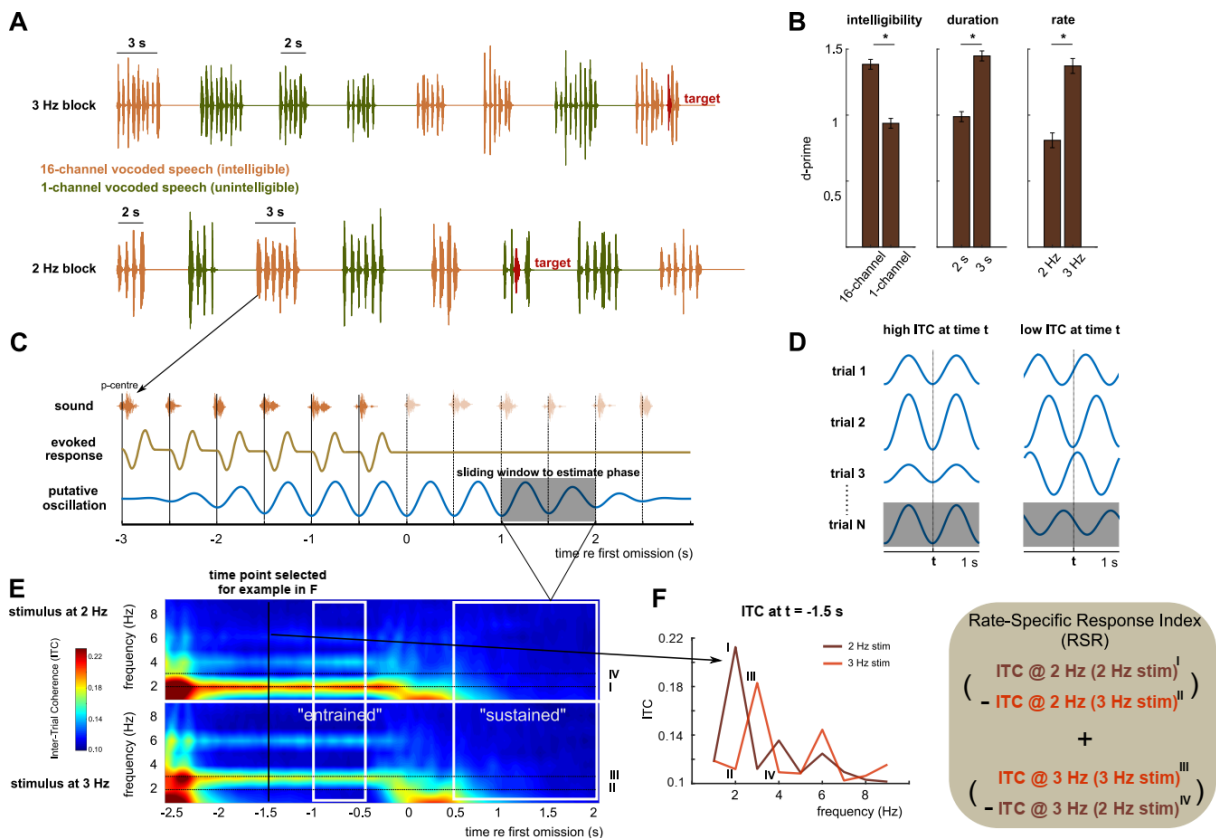 A
3 s
2 s
3 Hz block
target
16-channel vocoded speech (intelligible)
1-channel vocoded speech (unintelligible)
2 s
3 s
2 Hz block
target
B
intelligibility
duration
rate
*
*
*
d-prime
1.5
1
0.5
16-channel
1-channel
2 s
3 s
2 Hz
3 Hz
C
p-centre
sound
evoked
response
putative
oscillation
sliding window to estimate phase
-3
-2
-1
0
1
2
time re first omission (s)
D
high ITC at time t
low ITC at time t
trial 1
trial 2
trial 3
trial N
t
1 s
t
1 s
E
time point selected
for example in F
stimulus at 2 Hz
stimulus at 3 Hz
Inter-Trial Coherence (ITC)
0.22
0.18
0.14
0.10
frequency (Hz)
8
6
4
2
IV
I
frequency (Hz)
8
6
4
2
"entrained"
"sustained"
III
II
-2.5
-2
-1
-0.5
0
0.5
1
1.5
2
time re first omission (s)
F
ITC at t = -1.5 s
2 Hz stim
3 Hz stim
ITC
0.22
0.18
0.14
0.1
I
III
II
IV
2
4
6
8
frequency (Hz)
Rate-Specific Response Index
(RSR)
( ITC @ 2 Hz (2 Hz stim) I
- ITC @ 2 Hz (3 Hz stim) II )
+
( ITC @ 3 Hz (3 Hz stim) III
- ITC @ 3 Hz (2 Hz stim) IV )